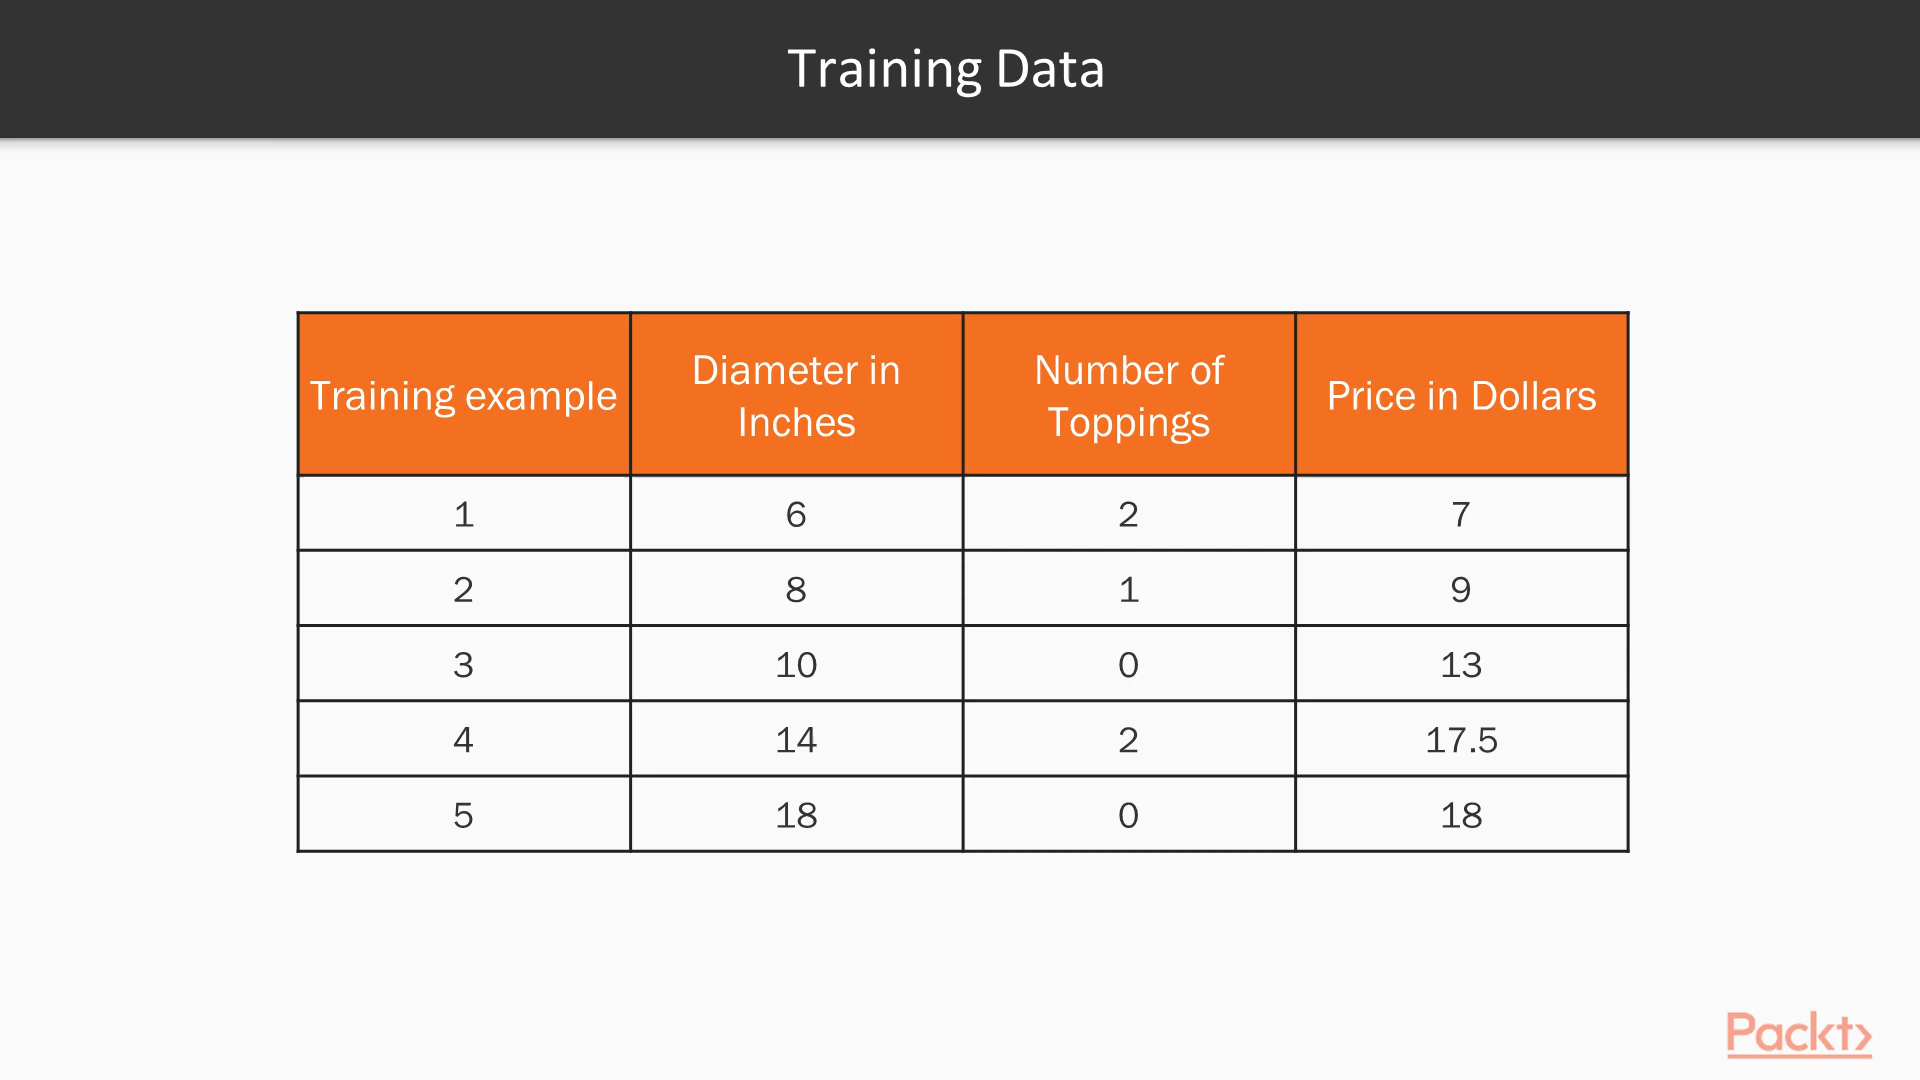 Training Data
Training example
Diameter in
Inches
Number of
Toppings
Price in Dollars
1 6 2 7
2 8 1 9
3 10 0 13
4 14 2 17.5
5 18 0 18
Packt>